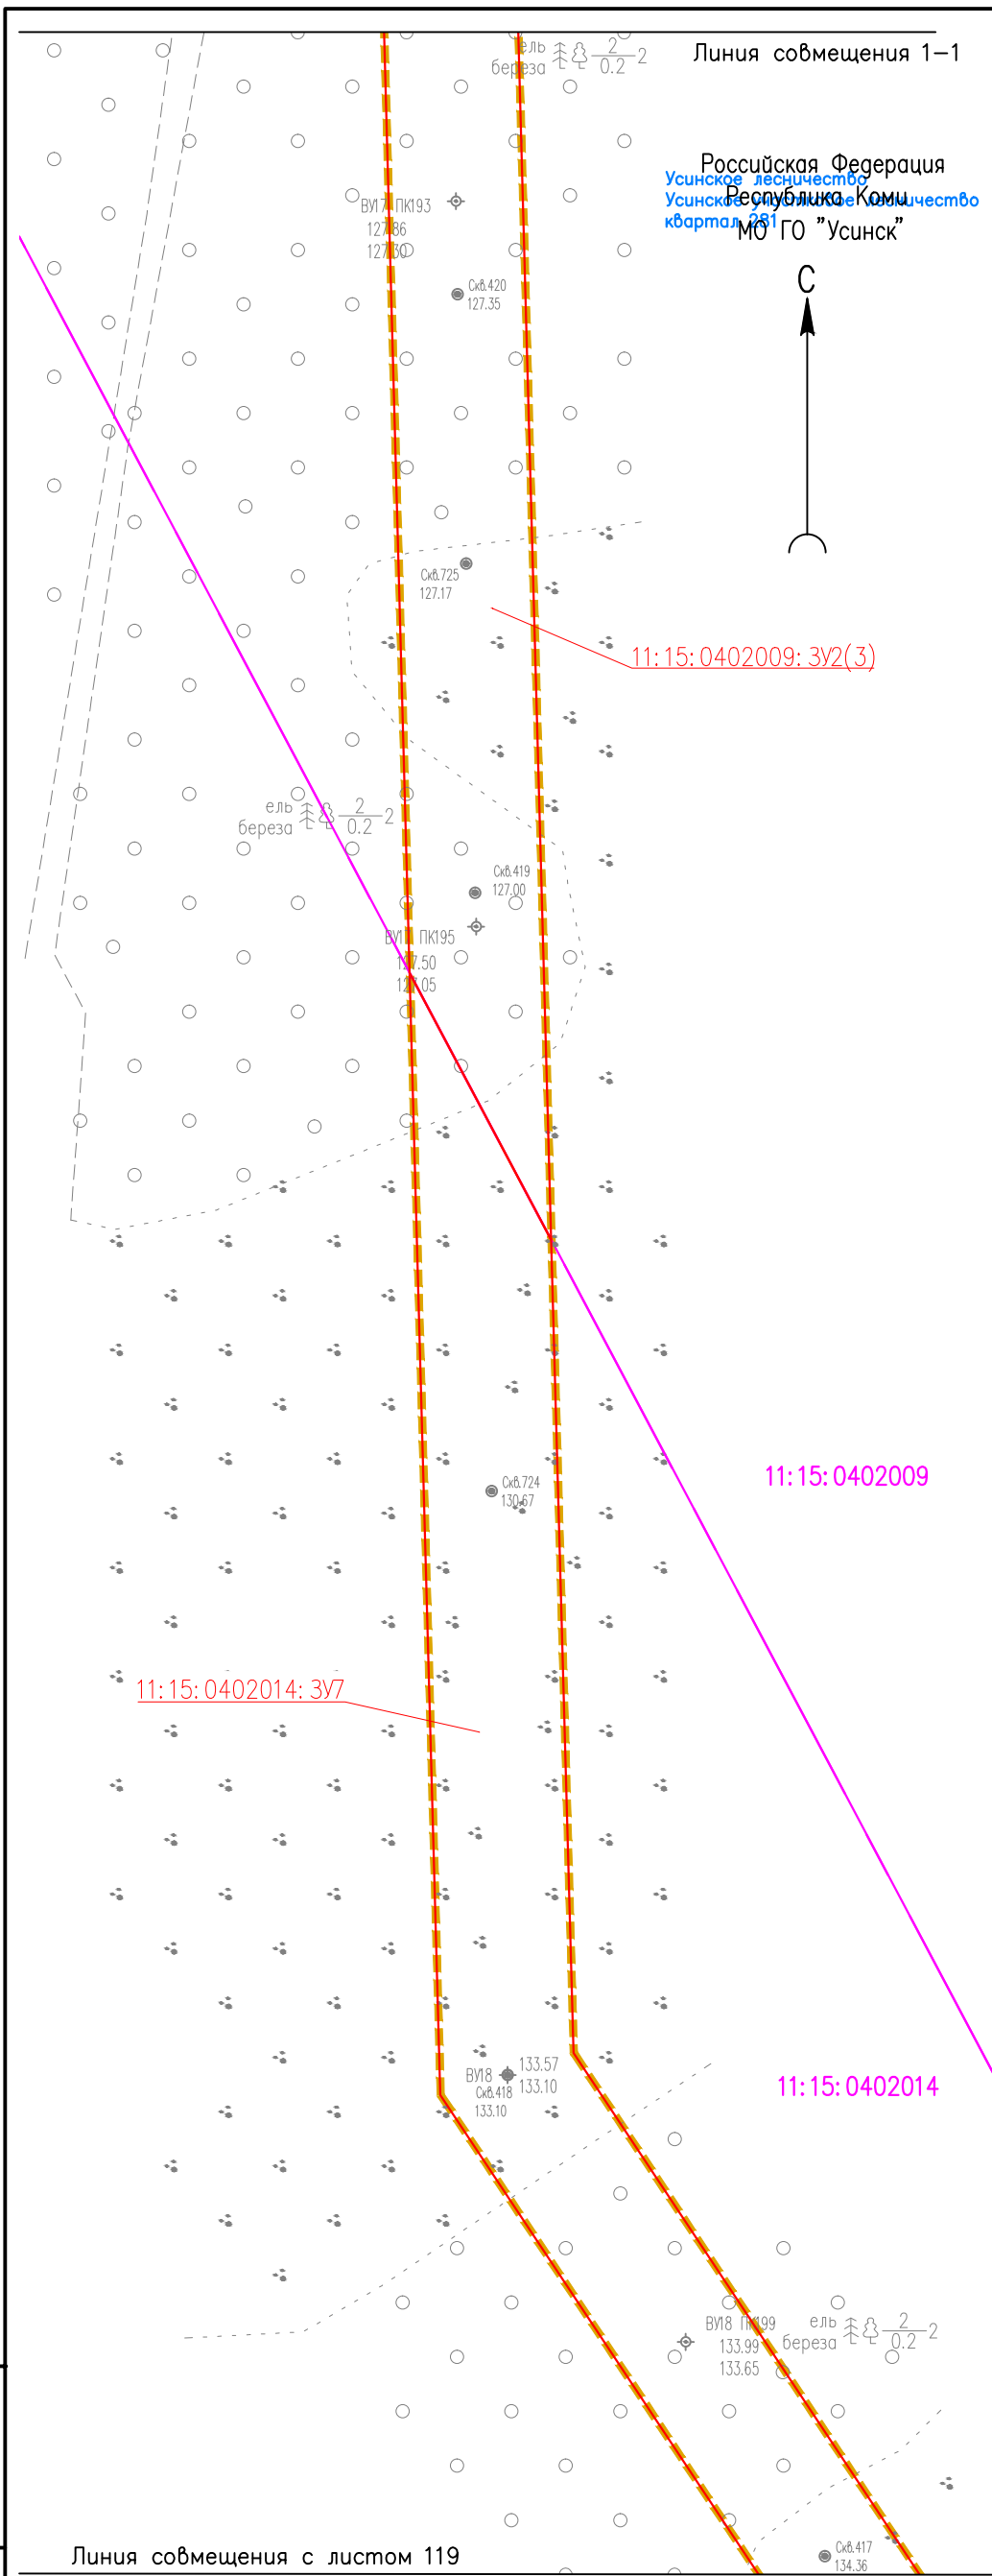 Линия совмещения 1-1
ель 2 2
береза 0.2
Российская Федерация
Усинское лесничество
Республика Коми
Усинское участковое лесничество
квартал 281
МО ГО "Усинск"
С
ВУ17 ПК193
127.86
127.30
Скв.420
127.35
Скв.725
127.17
11:15:0402009:ЗУ2(3)
ель 2 2
береза 0.2
Скв.419
127.00
ВУ17 ПК195
127.50
127.05
11:15:0402009
Скв.724
130.67
11:15:0402014:ЗУ7
ВУ18 133.57
133.10
Скв.418
133.10
11:15:0402014
ВУ18 ПК199
133.99
133.65
ель 2 2
береза 0.2
Скв.417
134.36
Линия совмещения с листом 119